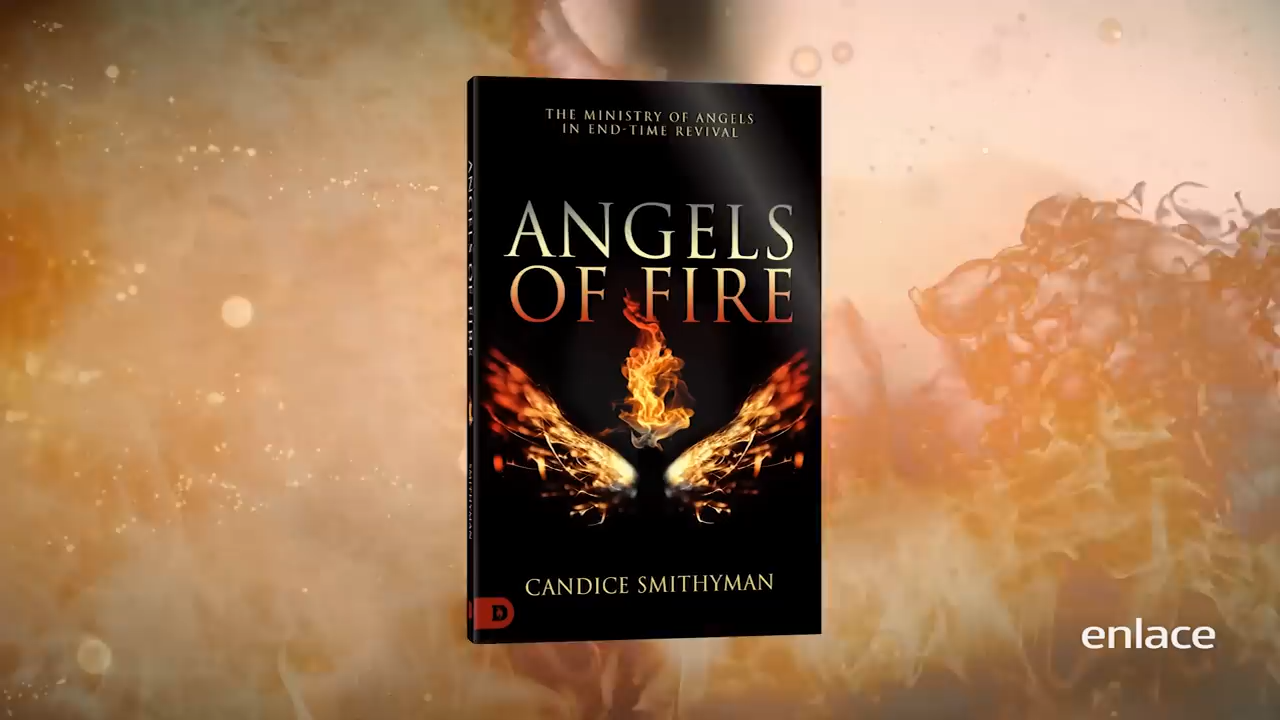 THE MINISTRY OF ANGELS
IN END-TIME REVIVAL
ANGELS
OF FIRE
CANDICE SMITHYMAN
ANGELS OF FIRE
SMITHYMAN
D
enlace